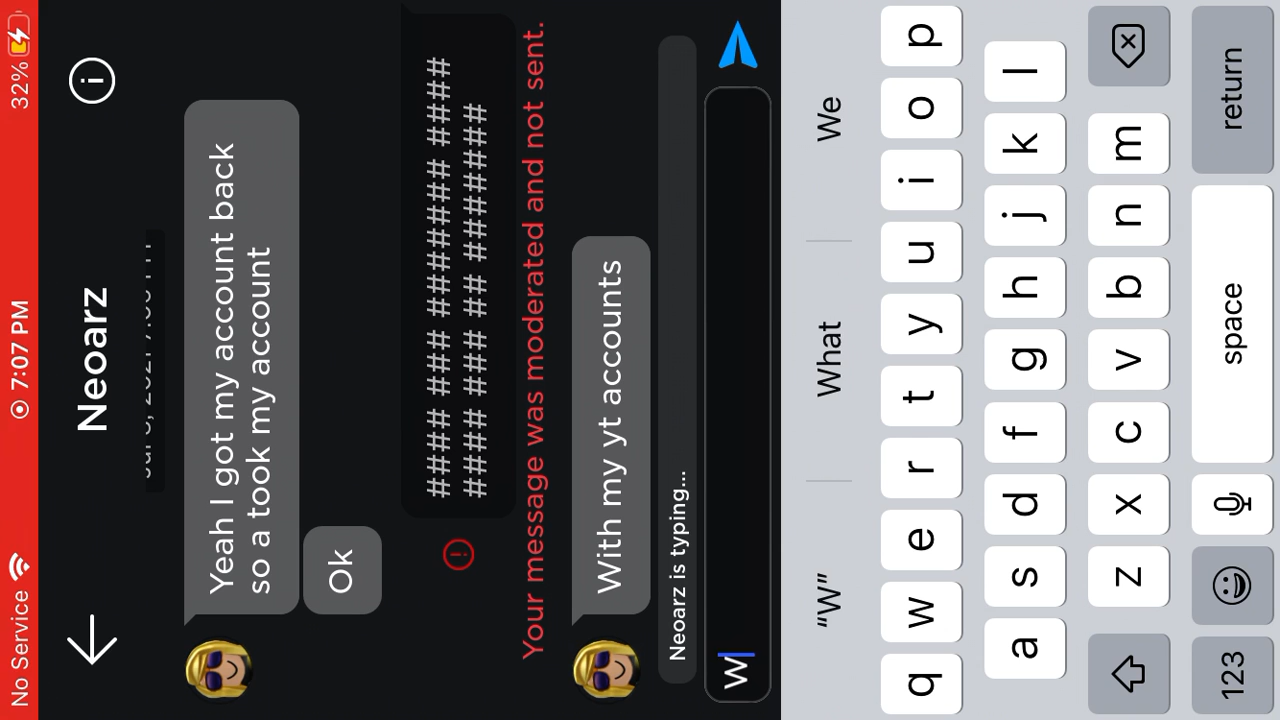 No Service 7:07 PM 32%
Neoarz
Yeah I got my account back
so a took my account
Ok
#### ### ####### ####
### ## ####### ###
Your message was moderated and not sent.
With my yt accounts
Neoarz is typing...
W
“W” What We
q w e r t y u i o p
a s d f g h j k l
z x c v b n m
123 space return